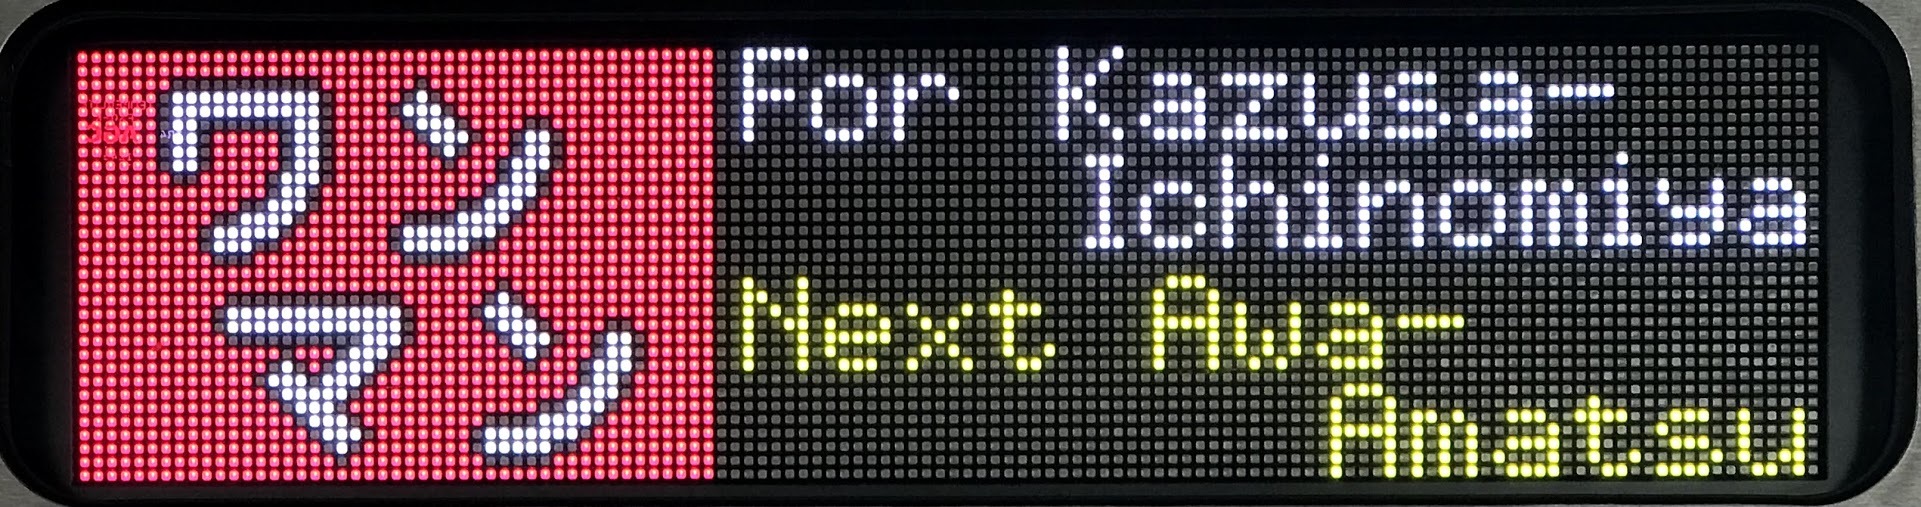 ワン
マン
For Kazusa-
Ichinomiya
Next Awa-
Amatsu